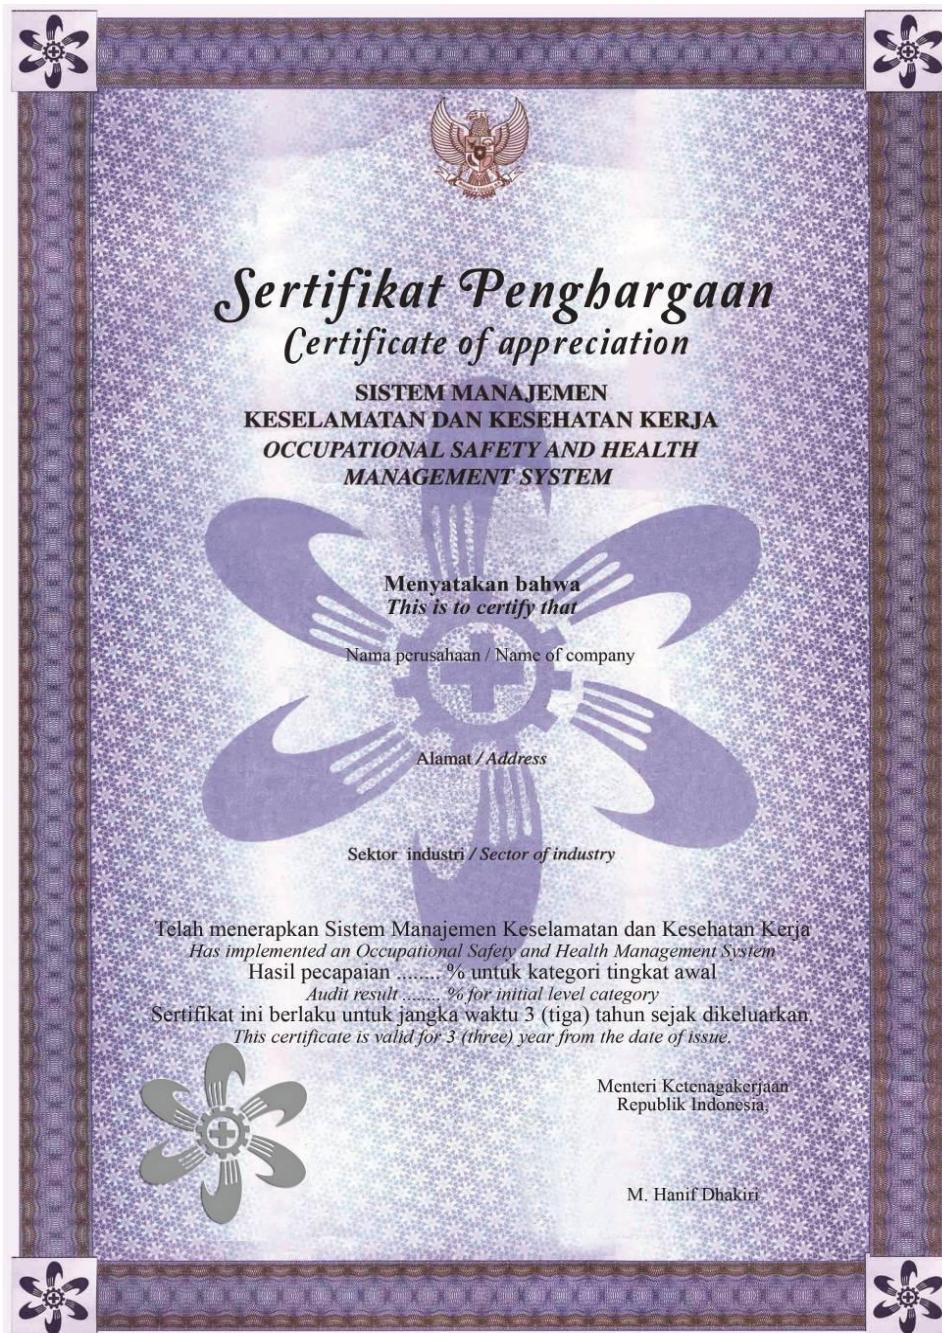 Sertifikat Penghargaan
Certificate of appreciation
SISTEM MANAJEMEN
KESELAMATAN DAN KESEHATAN KERJA
OCCUPATIONAL SAFETY AND HEALTH
MANAGEMENT SYSTEM
Menyatakan bahwa
This is to certify that
Nama perusahaan / Name of company
Alamat / Address
Sektor industri / Sector of industry
Telah menerapkan Sistem Manajemen Keselamatan dan Kesehatan Kerja
Has implemented an Occupational Safety and Health Management System
Hasil pecapaian ........ % untuk kategori tingkat awal
Audit result ........ % for initial level category
Sertifikat ini berlaku untuk jangka waktu 3 (tiga) tahun sejak dikeluarkan.
This certificate is valid for 3 (three) year from the date of issue.
Menteri Ketenagakerjaan
Republik Indonesia,
M. Hanif Dhakiri